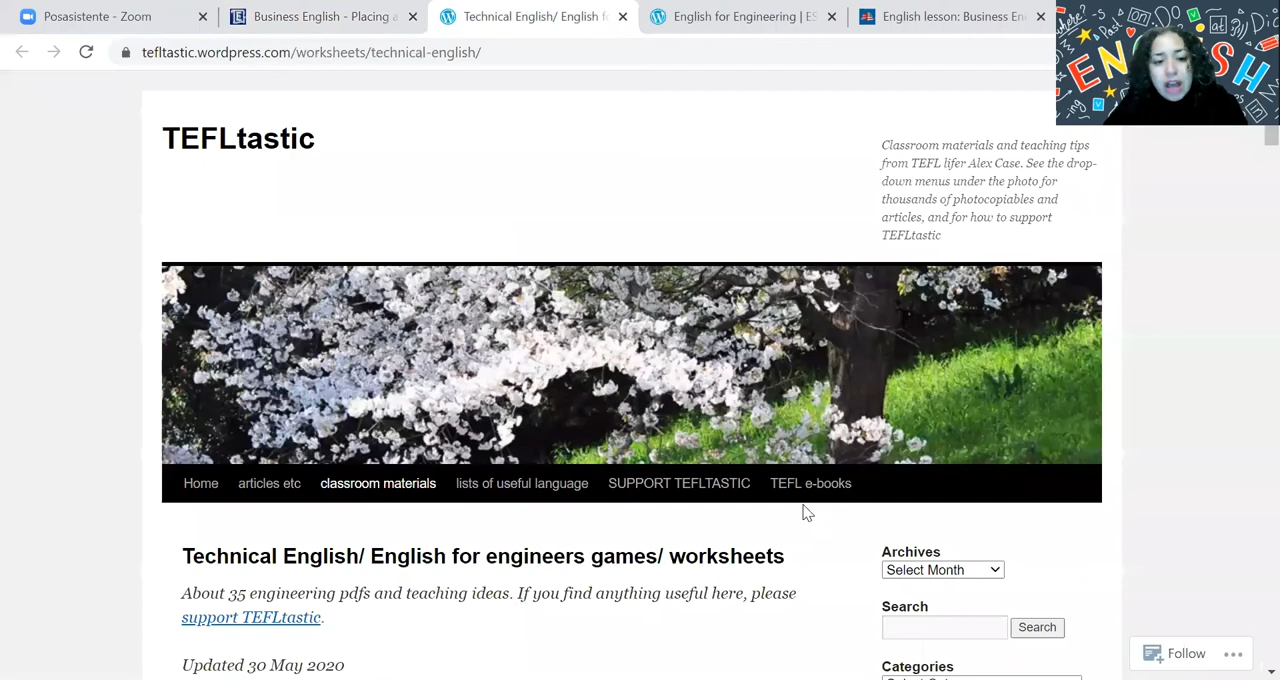 Posasistente - Zoom
Business English - Placing a
Technical English/ English fo
English for Engineering | ES
English lesson: Business En
tefltastic.wordpress.com/worksheets/technical-english/
ENGLISH
TEFLtastic
Classroom materials and teaching tips
from TEFL lifer Alex Case. See the drop-
down menus under the photo for
thousands of photocopiables and
articles, and for how to support
TEFLtastic
Home
articles etc
classroom materials
lists of useful language
SUPPORT TEFLTASTIC
TEFL e-books
Technical English/ English for engineers games/ worksheets
About 35 engineering pdfs and teaching ideas. If you find anything useful here, please
support TEFLtastic.
Updated 30 May 2020
Archives
Select Month
Search
Search
Categories
Follow